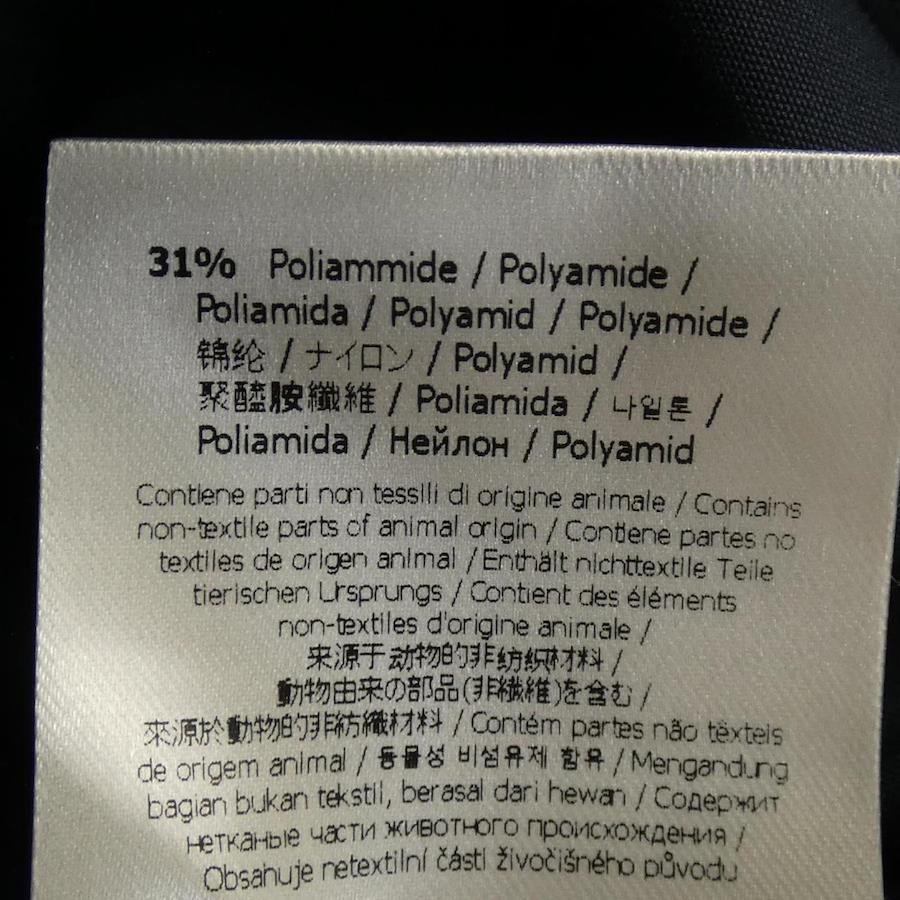 31% Poliammide / Polyamide /
Poliamida / Polyamid / Polyamide /
锦纶 / ナイロン / Polyamid /
聚醯胺纖維 / Poliamida / 나일론 /
Poliamida / Нейлон / Polyamid
Contiene parti non tessili di origine animale / Contains
non-textile parts of animal origin / Contiene partes no
textiles de origen animal / Enthält nichttextile Teile
tierischen Ursprungs / Contient des éléments
non-textiles d'origine animale /
来源于动物的非纺织材料 /
動物由来の部品(非繊維)を含む /
來源於動物的非紡織材料 / Contém partes não têxteis
de origem animal / 동물성 비섬유제 함유 / Mengandung
bagian bukan tekstil, berasal dari hewan / Содержит
нетканые части животного происхождения /
Obsahuje netextilní části živočišného původu